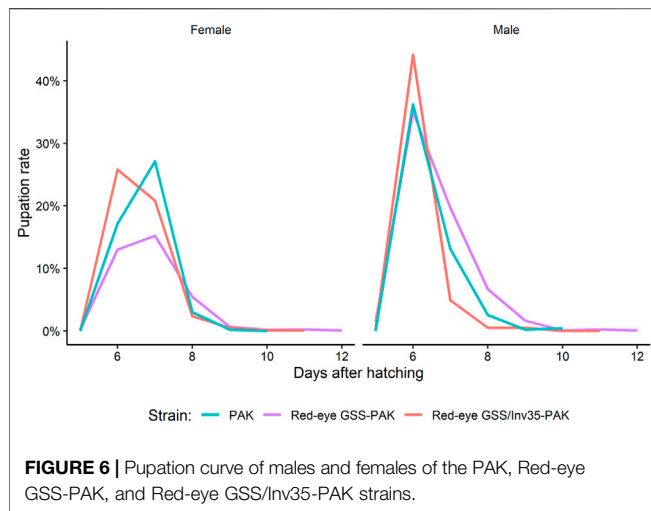 Female Male
40%
30%
20%
10%
0%
Pupation rate
6 8 10 12 6 8 10 12
Days after hatching
Strain: PAK Red-eye GSS-PAK Red-eye GSS/Inv35-PAK
FIGURE 6 | Pupation curve of males and females of the PAK, Red-eye
GSS-PAK, and Red-eye GSS/Inv35-PAK strains.